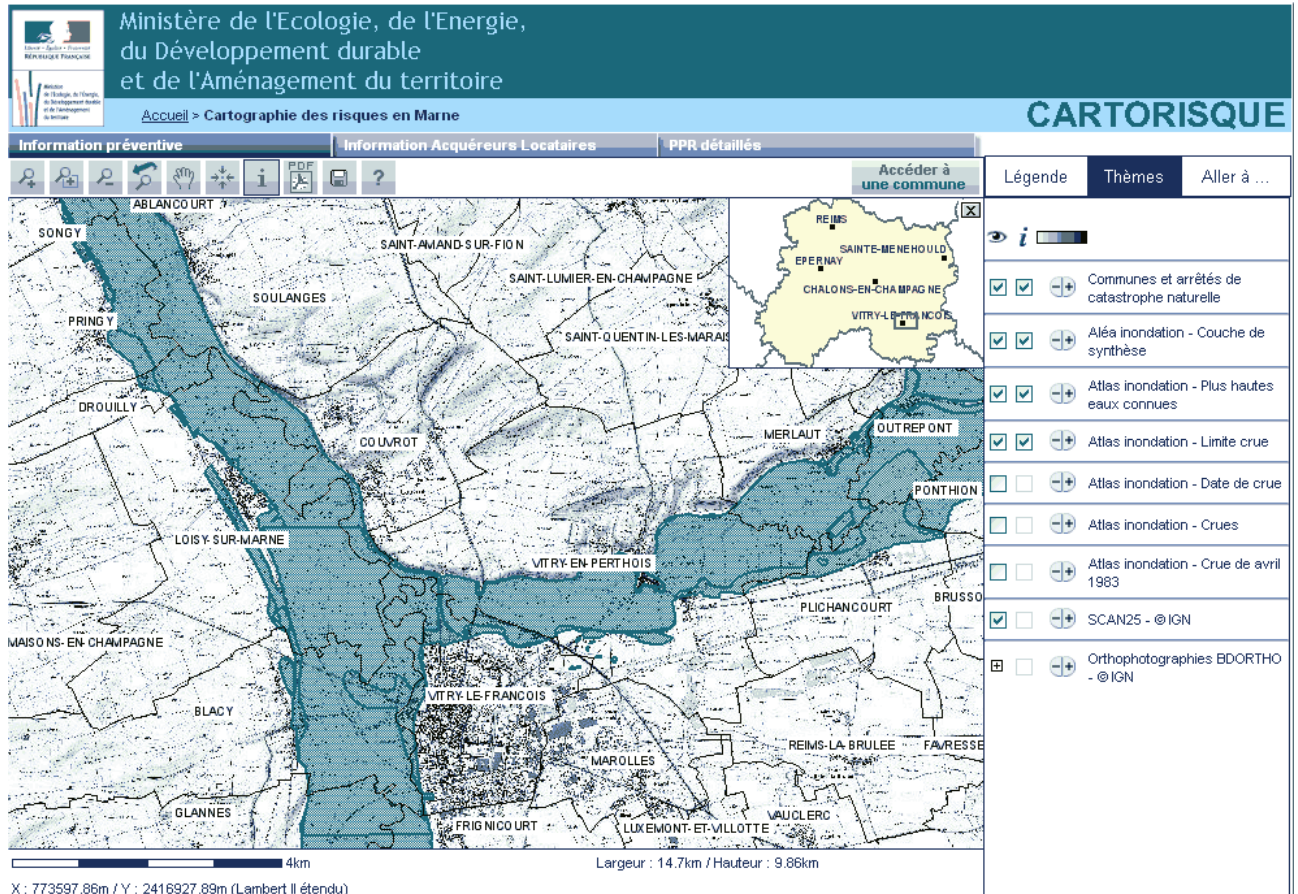 Ministère de l'Ecologie, de l'Energie,
du Développement durable
et de l'Aménagement du territoire
Liberté • Égalité • Fraternité
RÉPUBLIQUE FRANÇAISE
Accueil > Cartographie des risques en Marne
CARTORISQUE
Information préventive
Information Acquéreurs Locataires
PPR détaillés
PDF
i
?
Accéder à
une commune
Légende
Thèmes
Aller à ...
ABLANCOURT
SONGY
SAINT-AMAND-SUR-FION
SAINT-LUMIER-EN-CHAMPAGNE
SOULANGES
PRINGY
SAINT-QUENTIN-LES-MARAIS
DROUILLY
COUVROT
MERLAUT
OUTREPONT
PONTHION
LOISY-SUR-MARNE
VITRY-EN-PERTHOIS
PLICHANCOURT
BRUSSO
MAISONS-EN-CHAMPAGNE
VITRY-LE-FRANCOIS
BLACY
REIMS-LA-BRULEE
FAVRESSE
MAROLLES
GLANNES
FRIGNICOURT
LUXEMONT-ET-VILLOTTE
VAUCLERC
REIMS
SAINTE-MENEHOULD
EPERNAY
CHALONS-EN-CHAMPAGNE
VITRY-LE-FRANCOIS
X
i
Communes et arrêtés de
catastrophe naturelle
Aléa inondation - Couche de
synthèse
Atlas inondation - Plus hautes
eaux connues
Atlas inondation - Limite crue
Atlas inondation - Date de crue
Atlas inondation - Crues
Atlas inondation - Crue de avril
1983
SCAN25 - © IGN
Orthophotographies BDORTHO
- © IGN
4km
Largeur : 14.7km / Hauteur : 9.86km
X : 773597.86m / Y : 2416927.89m (Lambert II étendu)